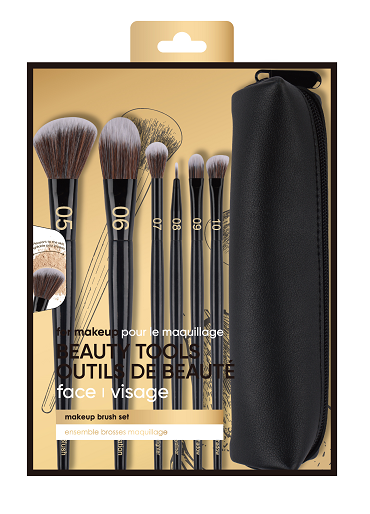 05
06
07
08
09
10
for makeup pour le maquillage
BEAUTY TOOLS
OUTILS DE BEAUTÉ
face | visage
makeup brush set
ensemble brosses maquillage